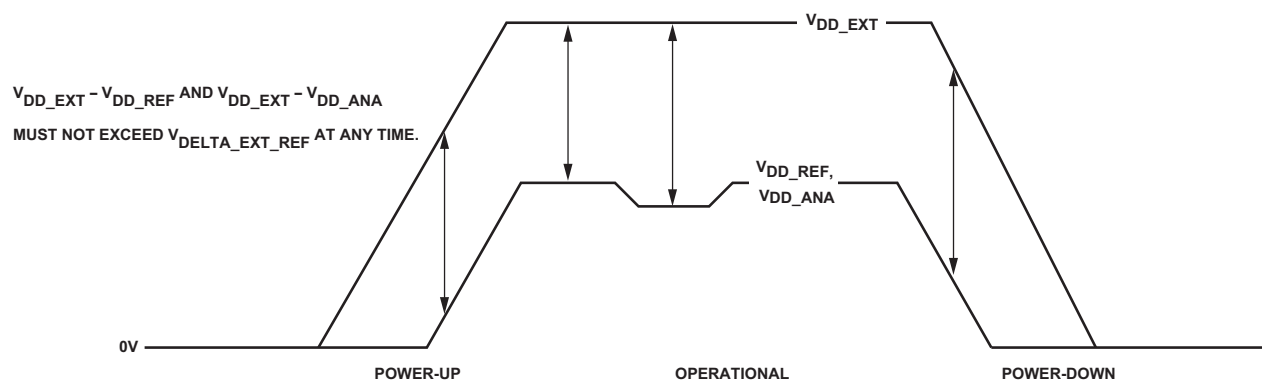 VDD_EXT
VDD_EXT – VDD_REF AND VDD_EXT – VDD_ANA
MUST NOT EXCEED VDELTA_EXT_REF AT ANY TIME.
VDD_REF,
VDD_ANA
0V
POWER-UP OPERATIONAL POWER-DOWN